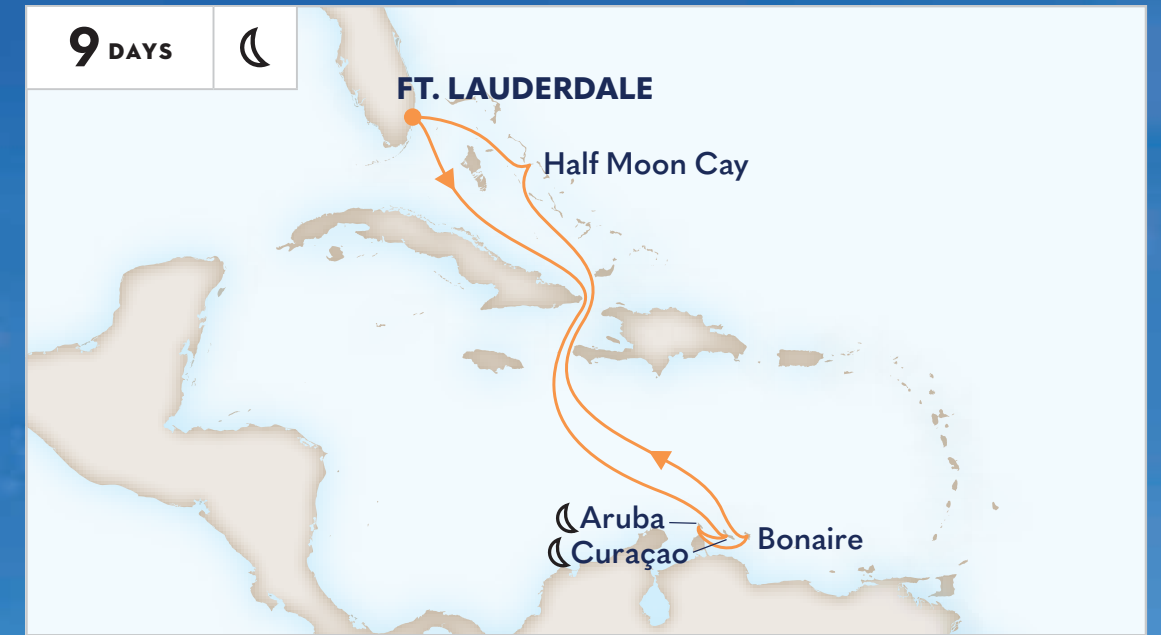 9 DAYS
FT. LAUDERDALE
Half Moon Cay
Aruba
Curaçao
Bonaire